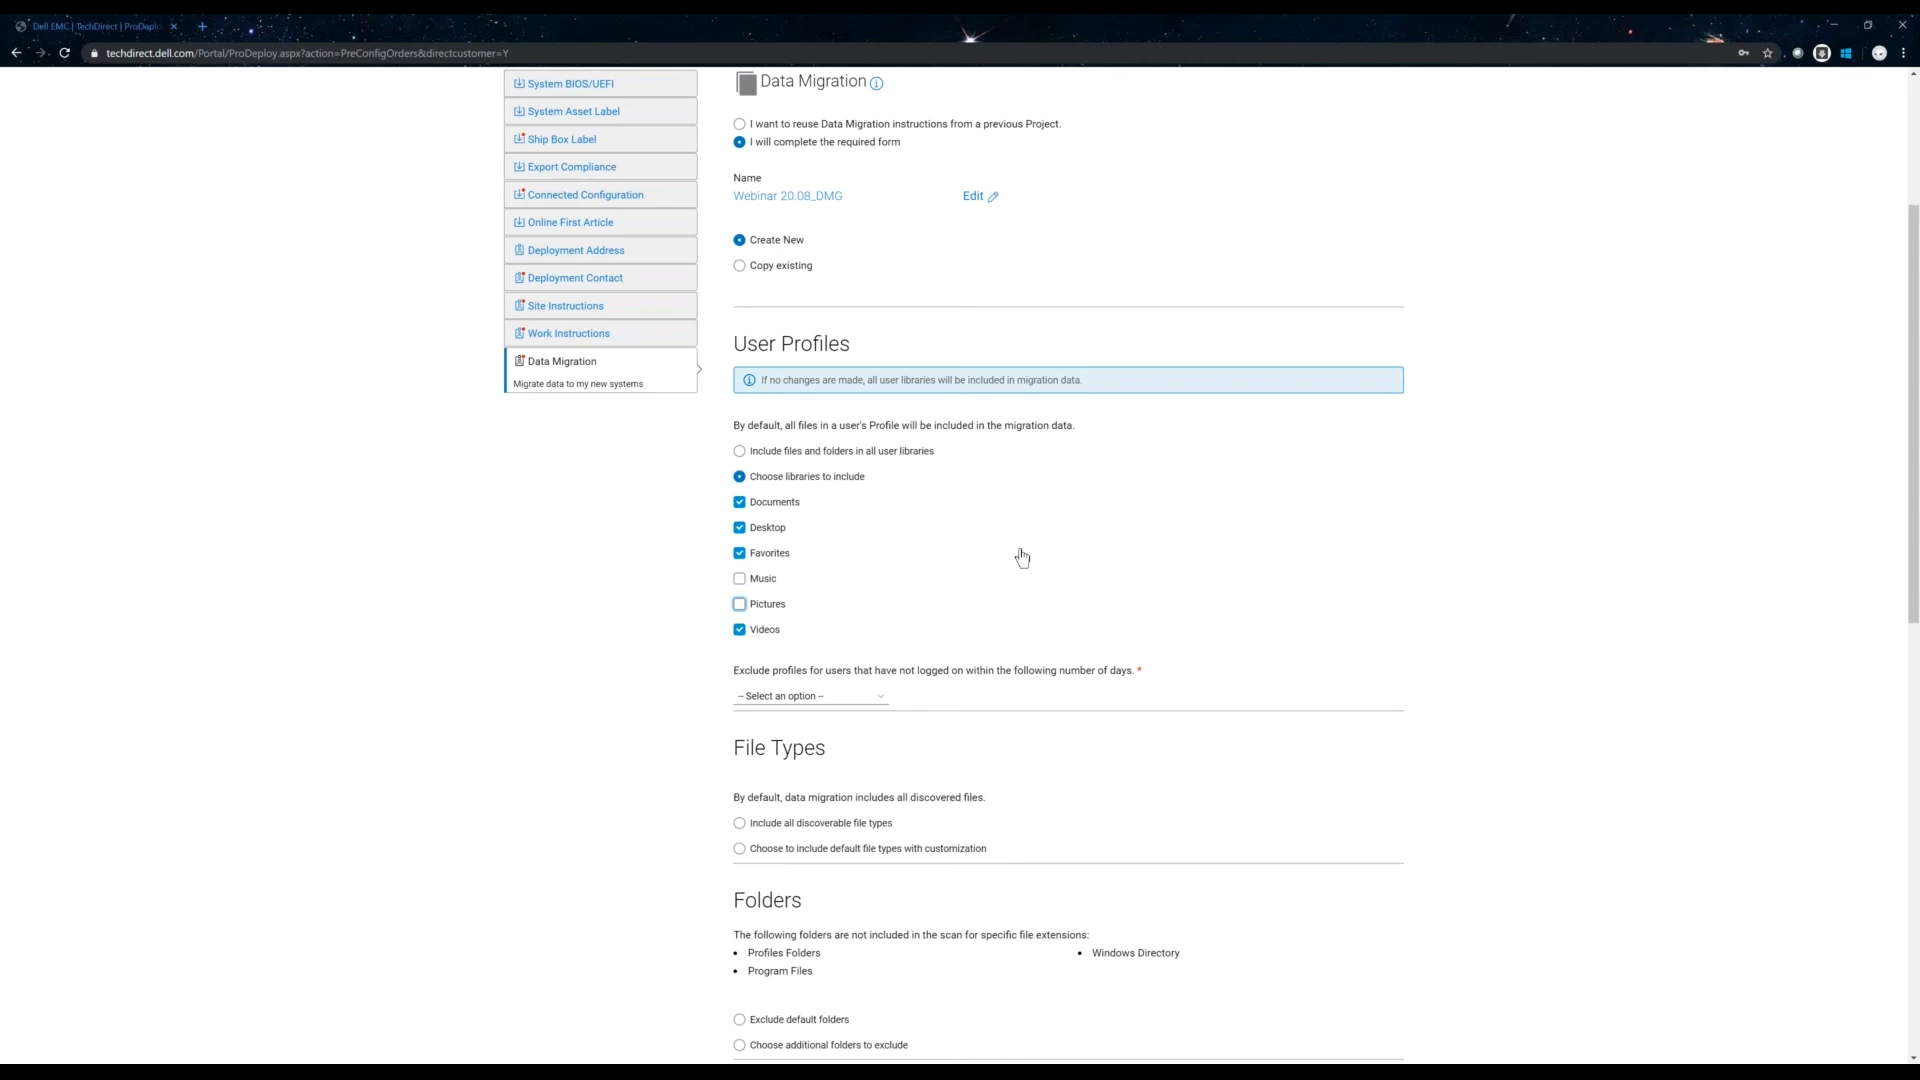 Dell EMC | TechDirect | ProDeplo
techdirect.dell.com/Portal/ProDeploy.aspx?action=PreConfigOrders&directcustomer=Y
System BIOS/UEFI
System Asset Label
Ship Box Label
Export Compliance
Connected Configuration
Online First Article
Deployment Address
Deployment Contact
Site Instructions
Work Instructions
Data Migration
Migrate data to my new systems
Data Migration
I want to reuse Data Migration instructions from a previous Project.
I will complete the required form
Name
Webinar 20.08_DMG Edit
Create New
Copy existing
User Profiles
If no changes are made, all user libraries will be included in migration data.
By default, all files in a user's Profile will be included in the migration data.
Include files and folders in all user libraries
Choose libraries to include
Documents
Desktop
Favorites
Music
Pictures
Videos
Exclude profiles for users that have not logged on within the following number of days. *
-- Select an option --
File Types
By default, data migration includes all discovered files.
Include all discoverable file types
Choose to include default file types with customization
Folders
The following folders are not included in the scan for specific file extensions:
• Profiles Folders • Windows Directory
• Program Files
Exclude default folders
Choose additional folders to exclude